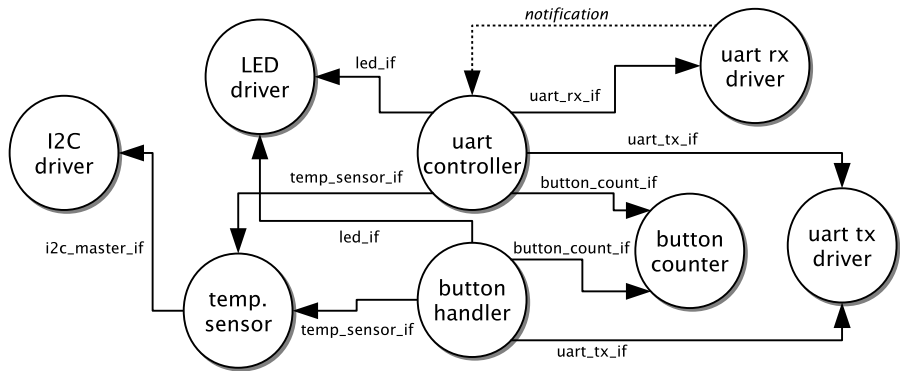 notification
LED
driver
led_if
uart rx
driver
uart_rx_if
I2C
driver
uart
controller
uart_tx_if
temp_sensor_if
button_count_if
led_if
i2c_master_if
button_count_if
button
counter
uart tx
driver
temp.
sensor
button
handler
temp_sensor_if
uart_tx_if